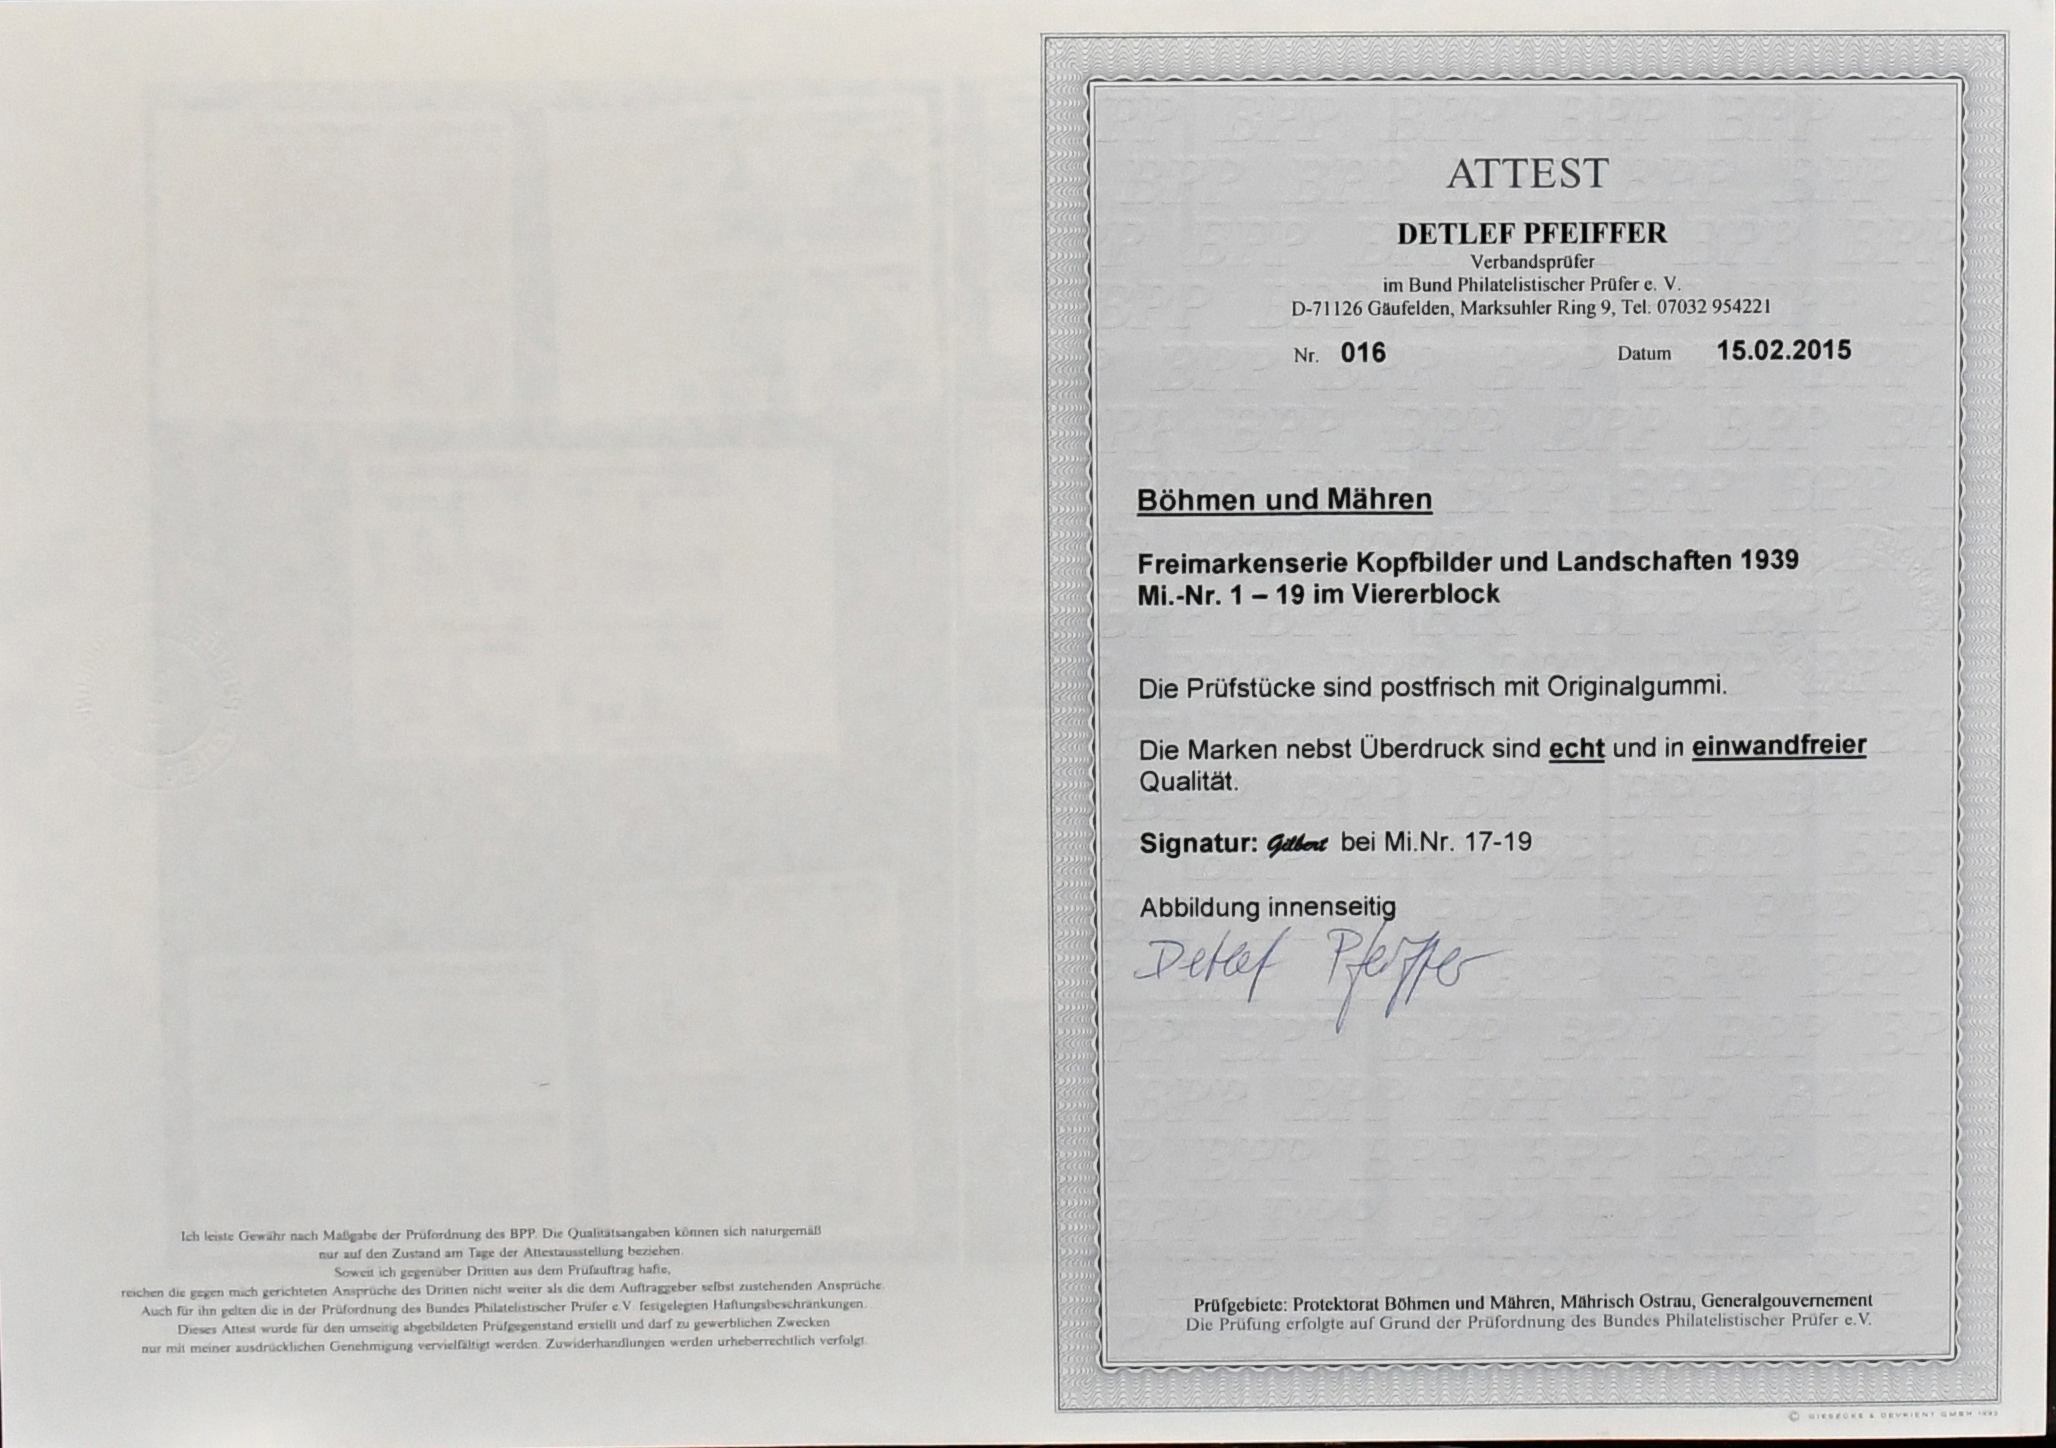 ATTEST
DETLEF PFEIFFER
Verbandsprüfer
im Bund Philatelistischer Prüfer e. V.
D-71126 Gäufelden, Marksuhler Ring 9, Tel. 07032 954221
Nr. 016 Datum 15.02.2015
Böhmen und Mähren
Freimarkenserie Kopfbilder und Landschaften 1939
Mi.-Nr. 1 – 19 im Viererblock
Die Prüfstücke sind postfrisch mit Originalgummi.
Die Marken nebst Überdruck sind echt und in einwandfreier
Qualität.
Signatur: Gilbert bei Mi.Nr. 17-19
Abbildung innenseitig
Detlef Pfeiffer
Prüfgebiete: Protektorat Böhmen und Mähren, Mährisch Ostrau, Generalgouvernement
Die Prüfung erfolgte auf Grund der Prüfordnung des Bundes Philatelistischer Prüfer e.V.
© GIESECKE & DEVRIENT GMBH
Ich leiste Gewähr nach Maßgabe der Prüfordnung des BPP. Die Qualitätsangaben können sich naturgemäß
nur auf den Zustand am Tage der Attestausstellung beziehen.
Soweit ich gegenüber Dritten aus dem Prüfauftrag hafte,
reichen die gegen mich gerichteten Ansprüche des Dritten nicht weiter als die dem Auftraggeber selbst zustehenden Ansprüche.
Auch für ihn gelten die in der Prüfordnung des Bundes Philatelistischer Prüfer e.V. festgelegten Haftungsbeschränkungen.
Dieses Attest wurde für den umseitig abgebildeten Prüfgegenstand erstellt und darf zu gewerblichen Zwecken
nur mit meiner ausdrücklichen Genehmigung vervielfältigt werden. Zuwiderhandlungen werden urheberrechtlich verfolgt.